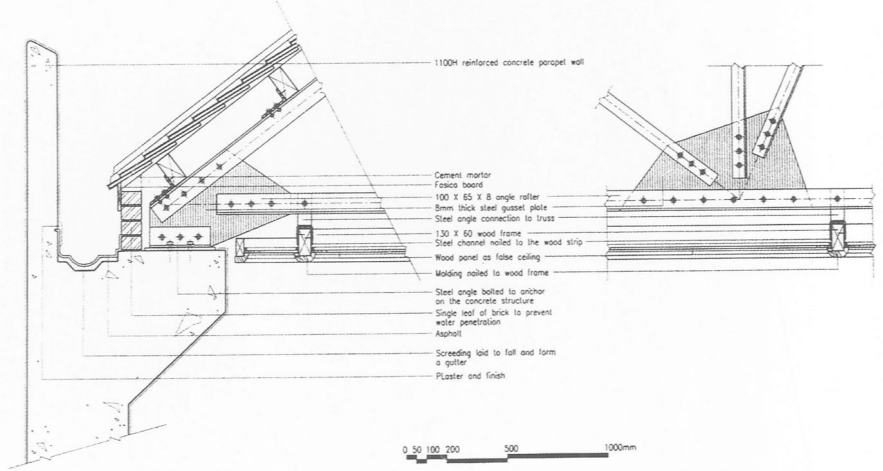 1100H reinforced concrete parapet wall
Cement mortar
Fasica board
100 X 65 X 8 angle rafter
8mm thick steel gusset plate
Steel angle connection to truss
130 X 60 wood frame
Steel channel nailed to the wood strip
Wood panel as false ceiling
Molding nailed to wood frame
Steel angle bolted to anchor
on the concrete structure
Single leaf of brick to prevent
water penetration
Asphalt
Screeding laid to fall and form
a gutter
PLaster and finish
0 50 100 200 500 1000mm